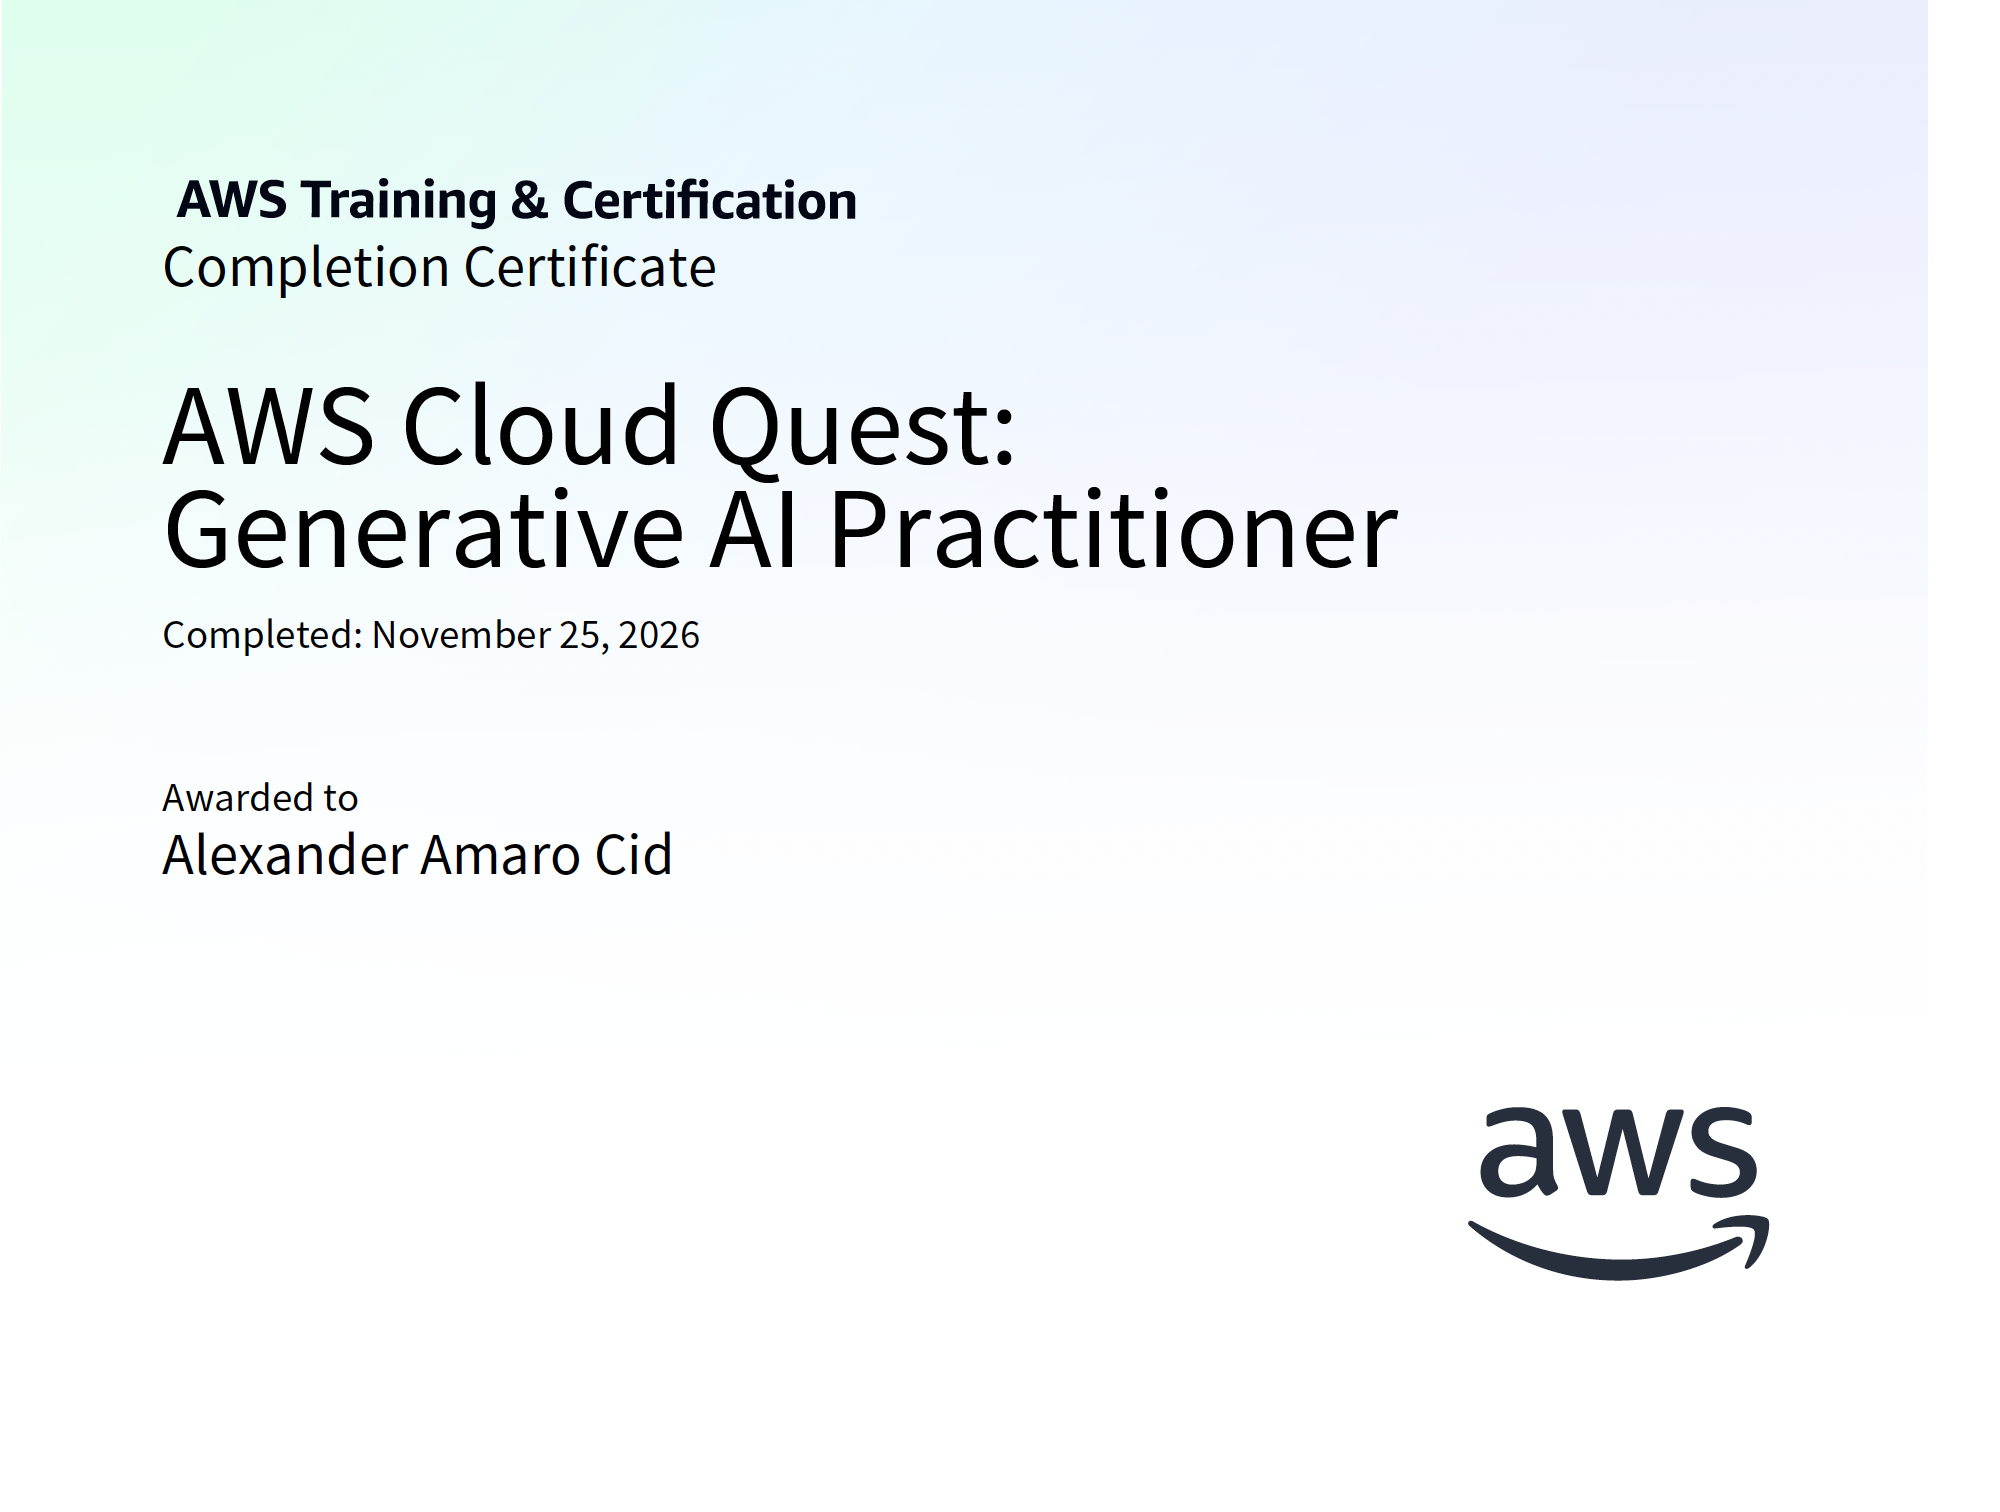 AWS Training & Certification
Completion Certificate
AWS Cloud Quest:
Generative AI Practitioner
Completed: November 25, 2026
Awarded to
Alexander Amaro Cid
aws